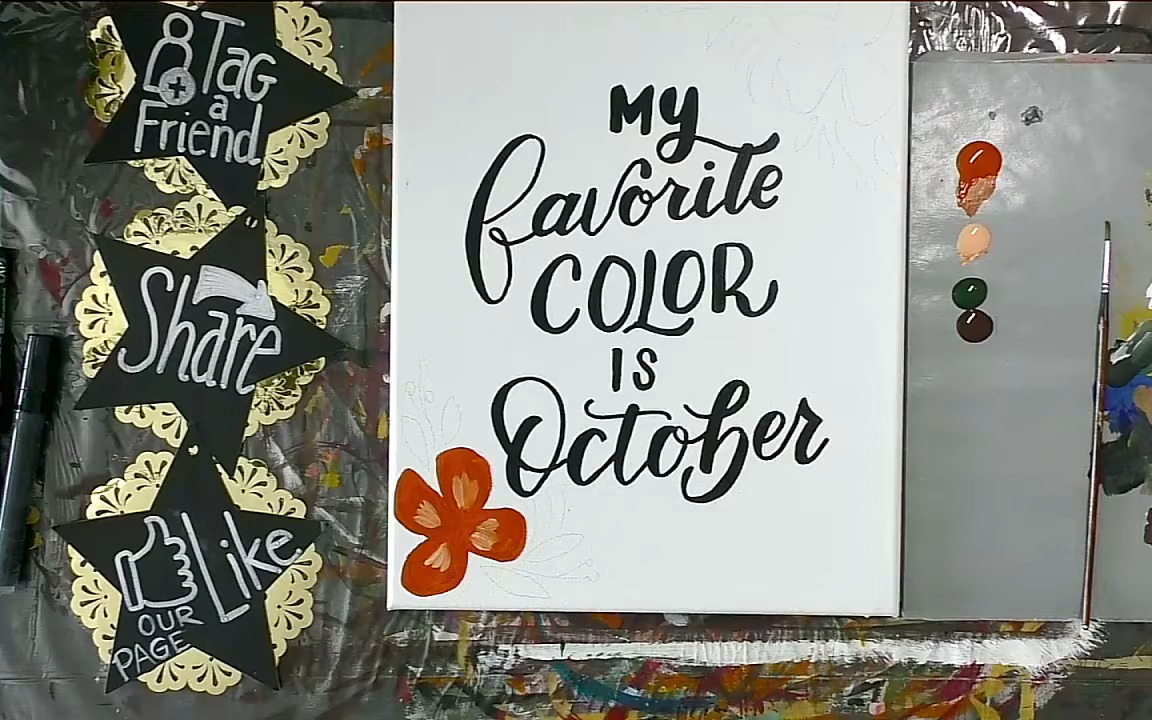 Tag
a
Friend
Share
Like
OUR
PAGE
My
favorite
COLOR
IS
October